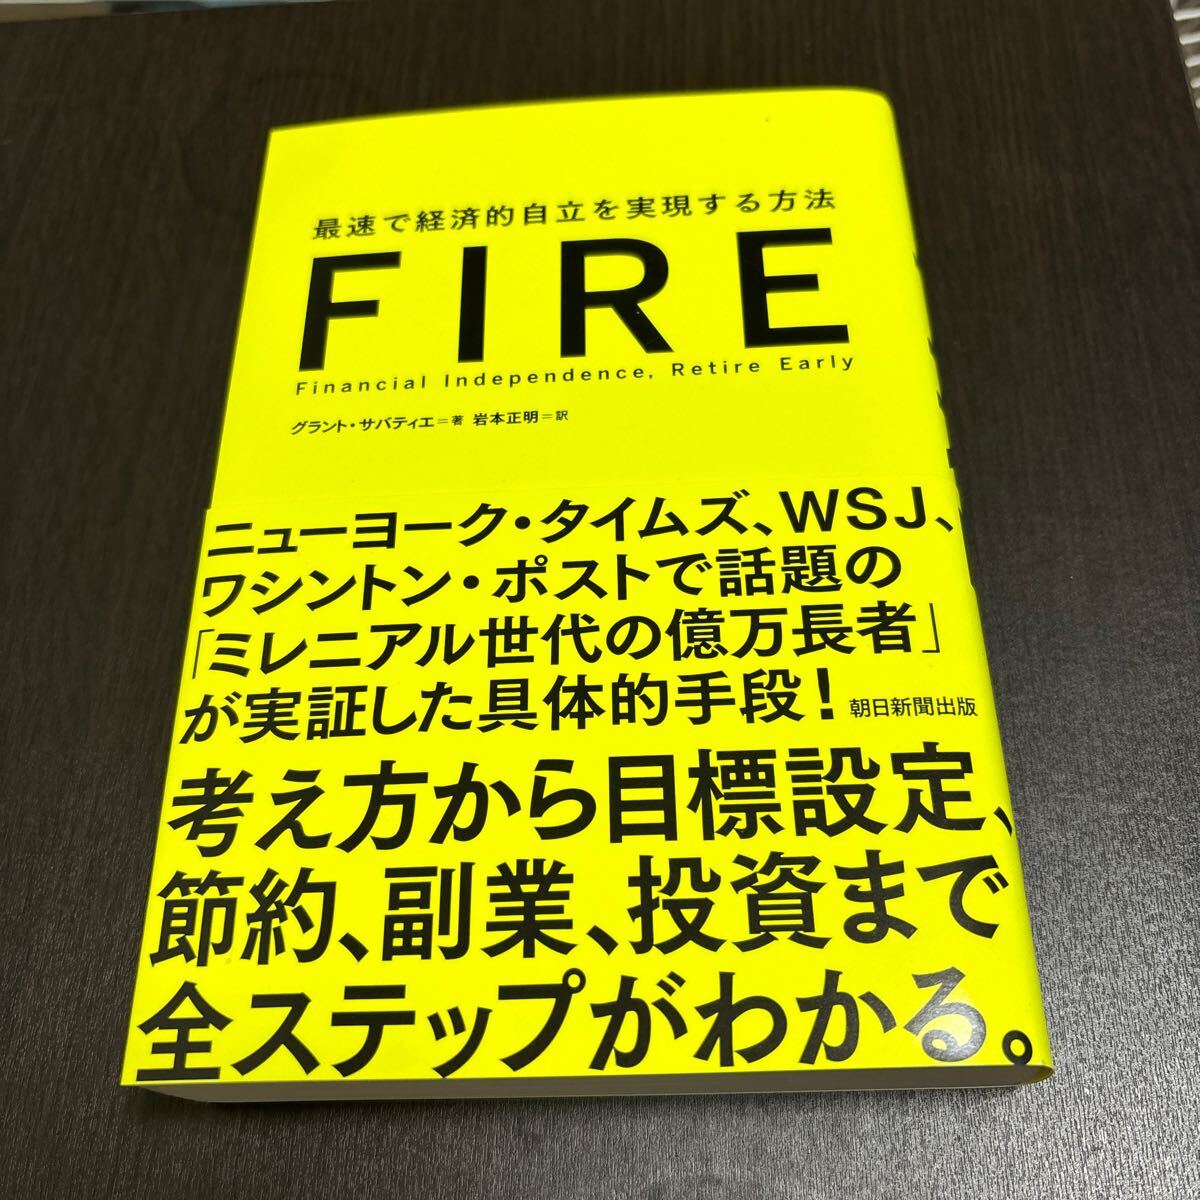 最速で経済的自立を実現する方法
FIRE
Financial Independence, Retire Early
グラント・サバティエ=著 岩本正明=訳
ニューヨーク・タイムズ、WSJ、
ワシントン・ポストで話題の
「ミレニアル世代の億万長者」
が実証した具体的手段! 朝日新聞出版
考え方から目標設定、
節約、副業、投資まで
全ステップがわかる。